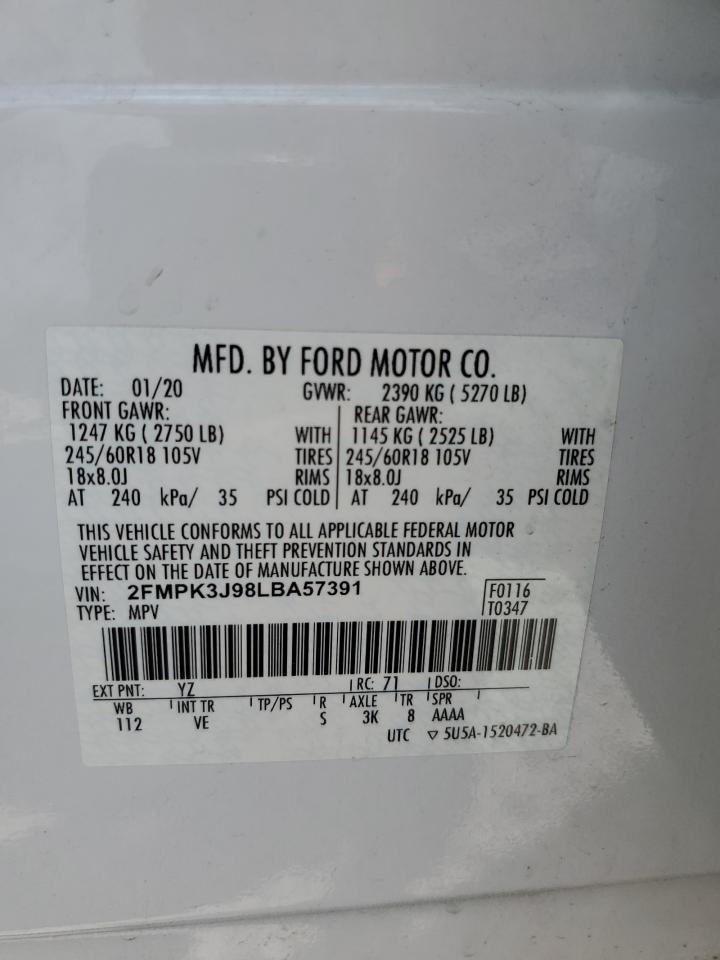 MFD. BY FORD MOTOR CO.
DATE: 01/20 GVWR: 2390 KG ( 5270 LB)
FRONT GAWR: REAR GAWR:
1247 KG ( 2750 LB) WITH 1145 KG ( 2525 LB) WITH
245/60R18 105V TIRES 245/60R18 105V TIRES
18x8.0J RIMS 18x8.0J RIMS
AT 240 kPa/ 35 PSI COLD AT 240 kPa/ 35 PSI COLD
THIS VEHICLE CONFORMS TO ALL APPLICABLE FEDERAL MOTOR
VEHICLE SAFETY AND THEFT PREVENTION STANDARDS IN
EFFECT ON THE DATE OF MANUFACTURE SHOWN ABOVE.
VIN: 2FMPK3J98LBA57391 F0116
TYPE: MPV T0347
EXT PNT: YZ RC: 71 DSO:
WB INT TR TP/PS R AXLE TR SPR
112 VE S 3K 8 AAAA
UTC ▽ 5U5A-1520472-BA